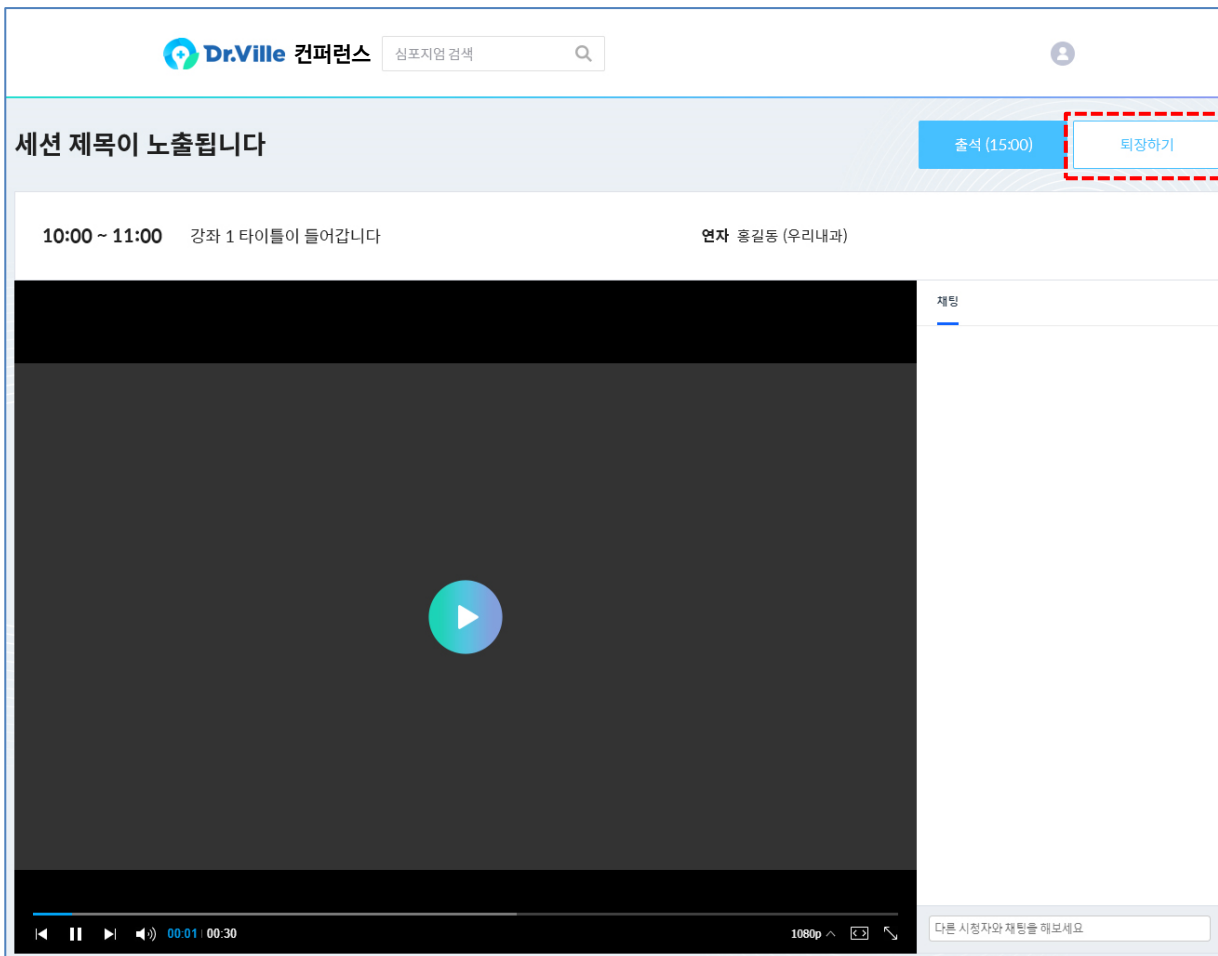 Dr.Ville 컨퍼런스 심포지엄 검색
세션 제목이 노출됩니다 출석 (15:00) 퇴장하기
10:00 ~ 11:00 강좌 1 타이틀이 들어갑니다 연자 홍길동 (우리내과)
채팅
00:01 | 00:30 1080p
다른 시청자와 채팅을 해보세요